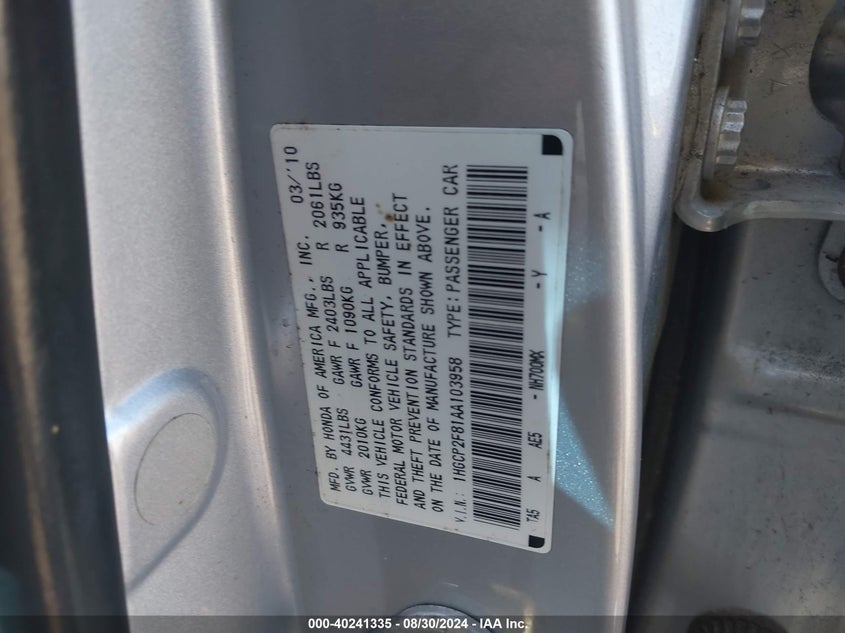 MFD. BY HONDA OF AMERICA MFG., INC. 03/'10
GVWR 4431LBS GAWR F 2403LBS R 2061LBS
GVWR 2010KG GAWR F 1090KG R 935KG
THIS VEHICLE CONFORMS TO ALL APPLICABLE
FEDERAL MOTOR VEHICLE SAFETY, BUMPER,
AND THEFT PREVENTION STANDARDS IN EFFECT
ON THE DATE OF MANUFACTURE SHOWN ABOVE.
V.I.N.: 1HGCP2F81AA103958 TYPE:PASSENGER CAR
TA5 A AE5 -NH700MX -Y -A
000-40241335 - 08/30/2024 - IAA Inc.